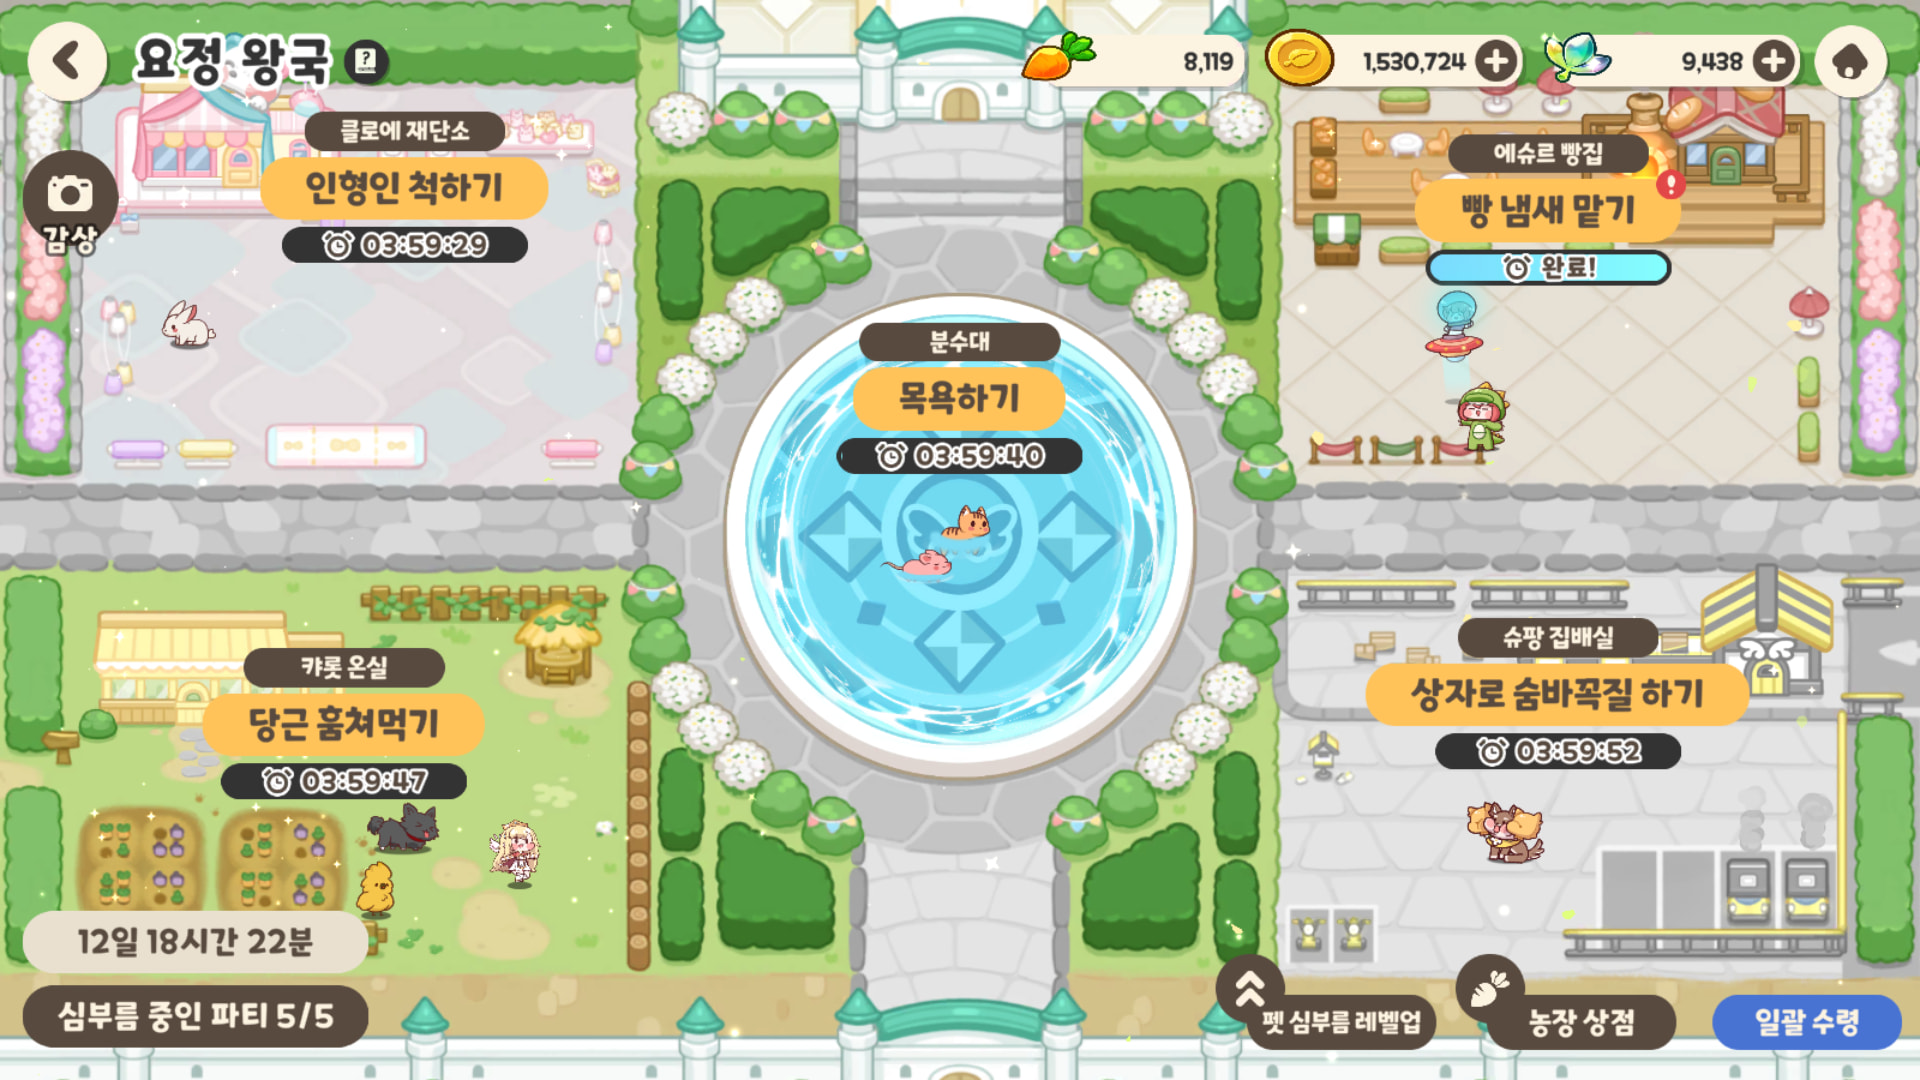 요정 왕국
?
8,119
1,530,724
9,438
감상
클로에 재단소
인형인 척하기
03:59:29
에슈르 빵집
빵 냄새 맡기
완료!
분수대
목욕하기
03:59:40
캬롯 온실
당근 훔쳐먹기
03:59:47
슈팡 집배실
상자로 숨바꼭질 하기
03:59:52
12일 18시간 22분
심부름 중인 파티 5/5
펫 심부름 레벨업
농장 상점
일괄 수령